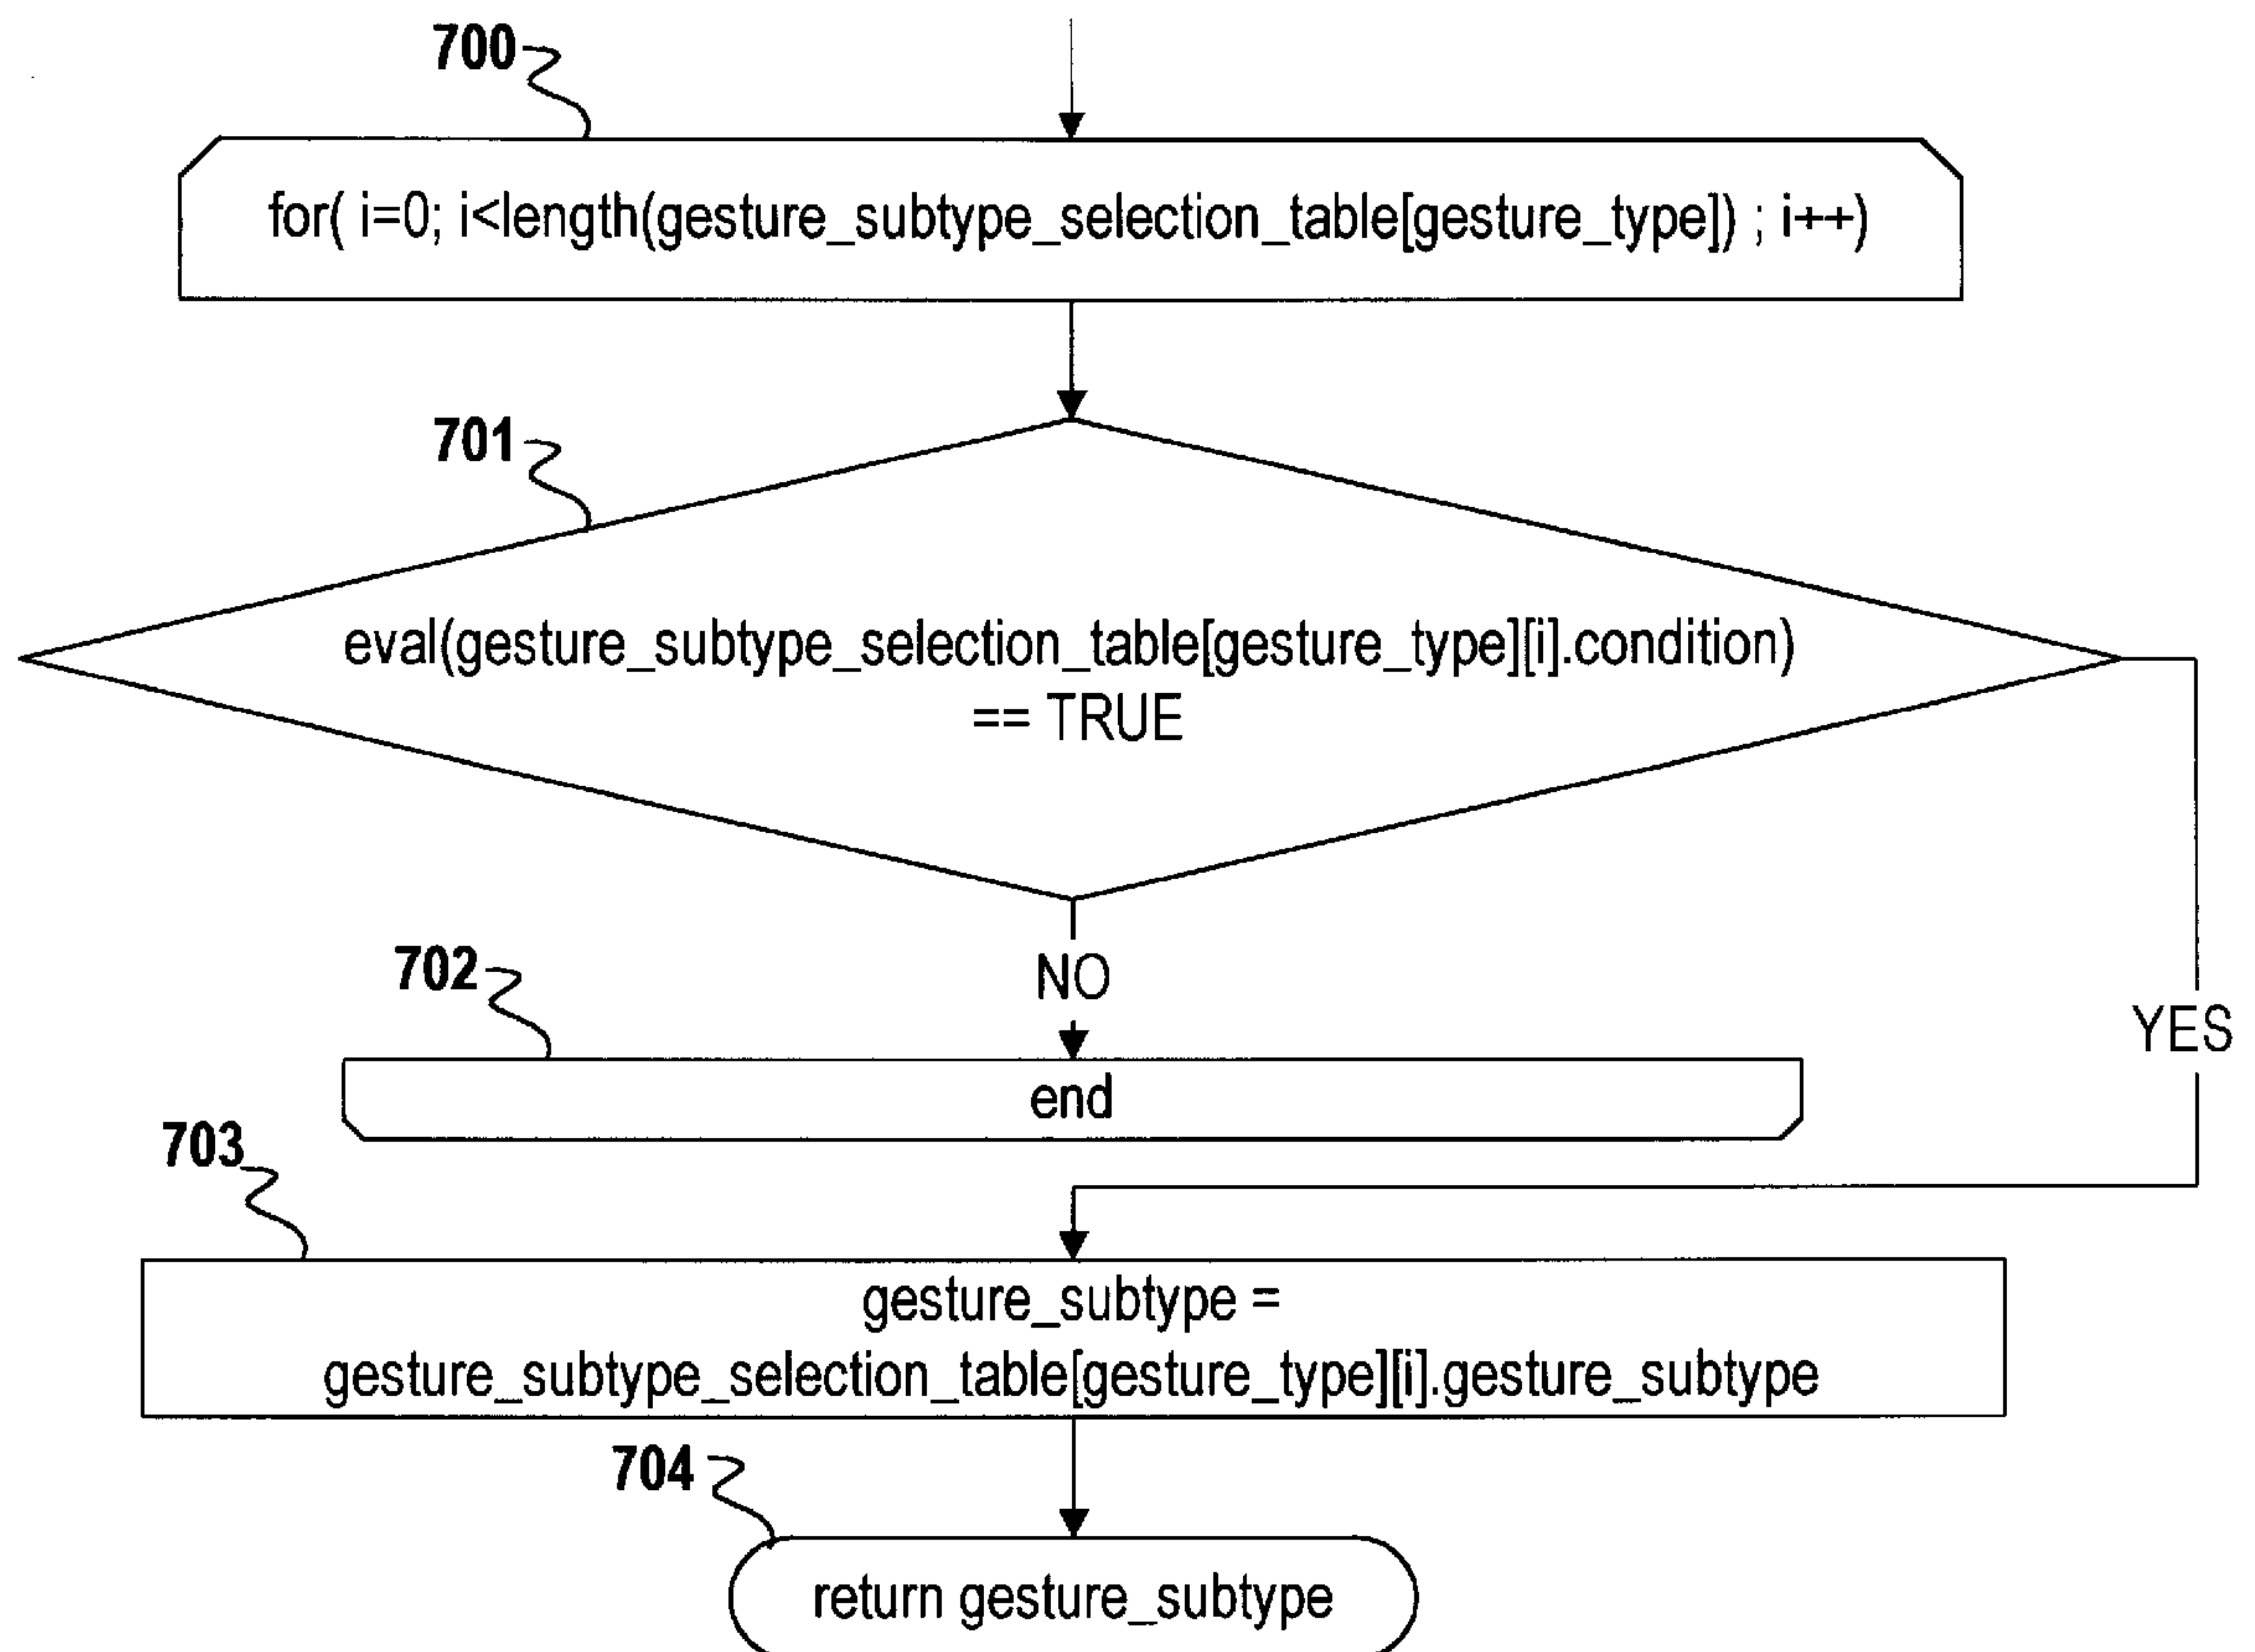 700
for( i=0; i<length(gesture_subtype_selection_table[gesture_type]) ; i++)
701
eval(gesture_subtype_selection_table[gesture_type][i].condition)
== TRUE
NO
702
YES
end
703
gesture_subtype =
gesture_subtype_selection_table[gesture_type][i].gesture_subtype
704
return gesture_subtype